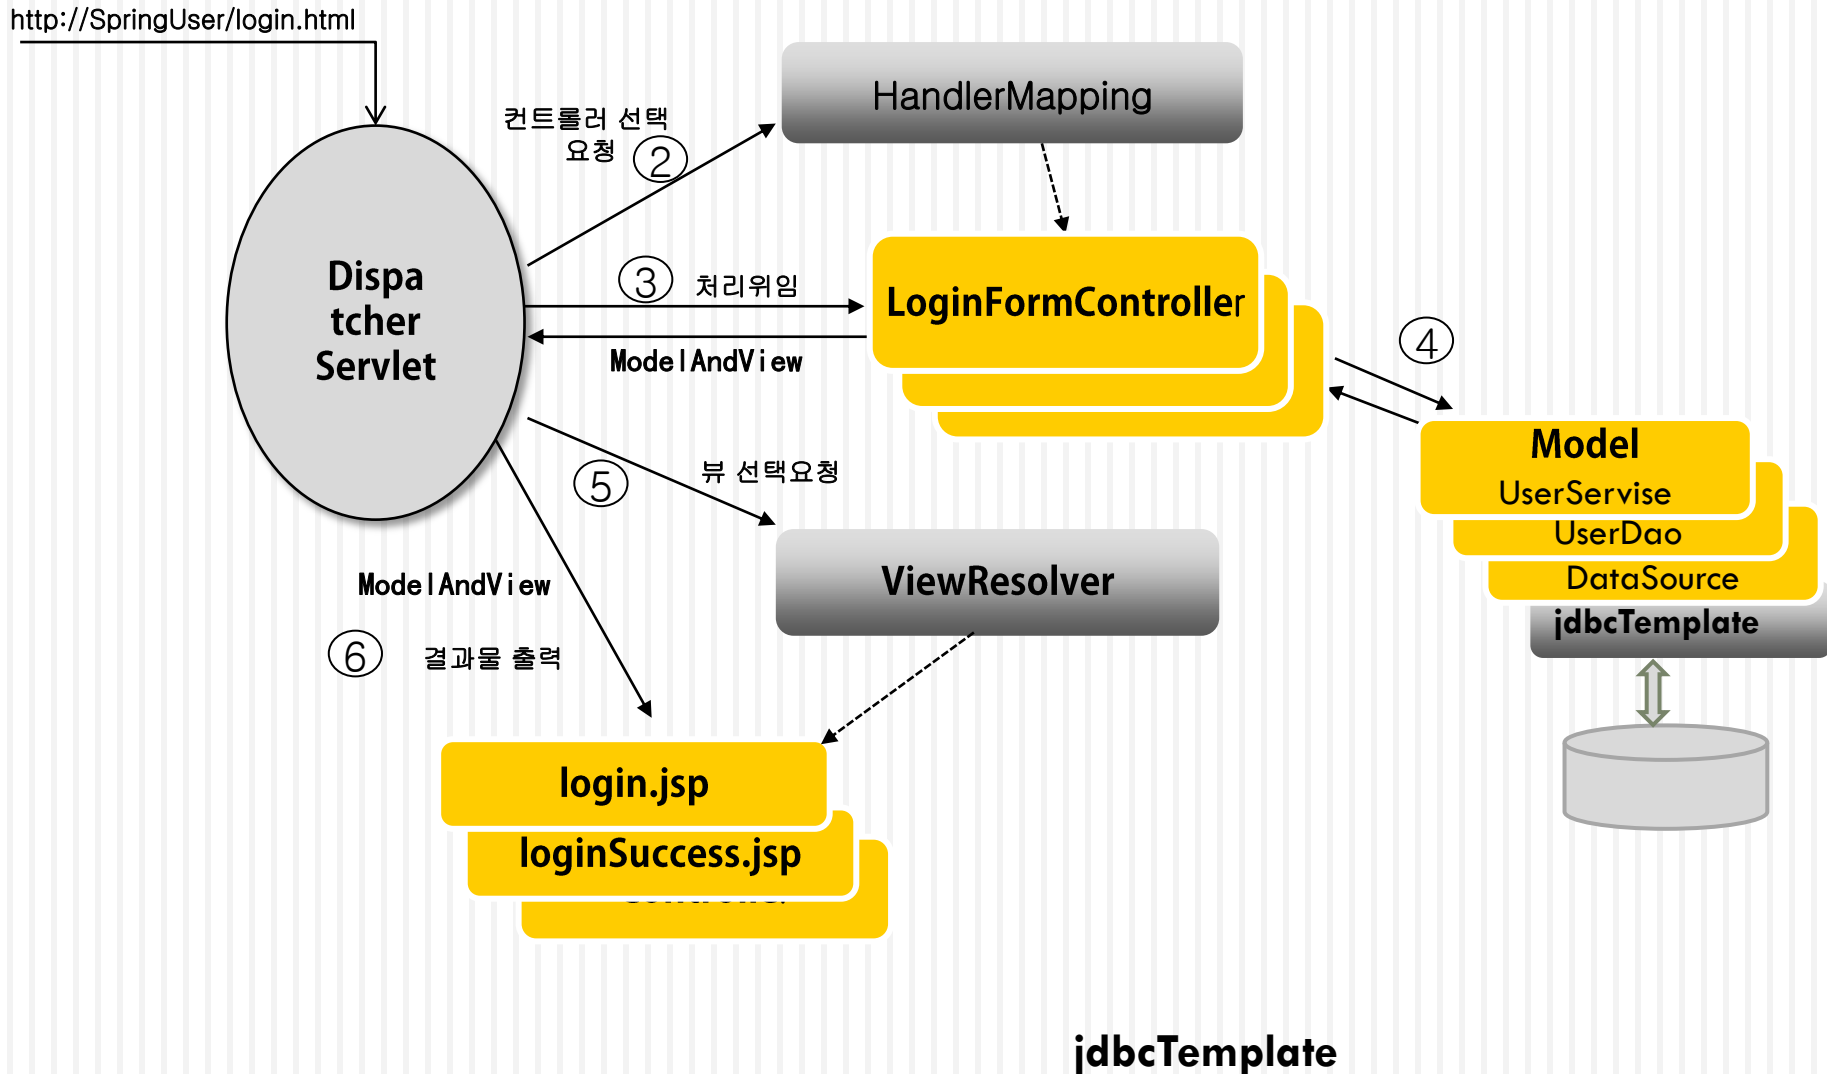 http://SpringUser/login.html
HandlerMapping
컨트롤러 선택
요청
②
Dispa
tcher
Servlet
③
처리위임
LoginFormController
ModelAndView
④
Model
UserServise
UserDao
DataSource
jdbcTemplate
⑤
뷰 선택요청
ViewResolver
ModelAndView
⑥
결과물 출력
login.jsp
loginSuccess.jsp
jdbcTemplate